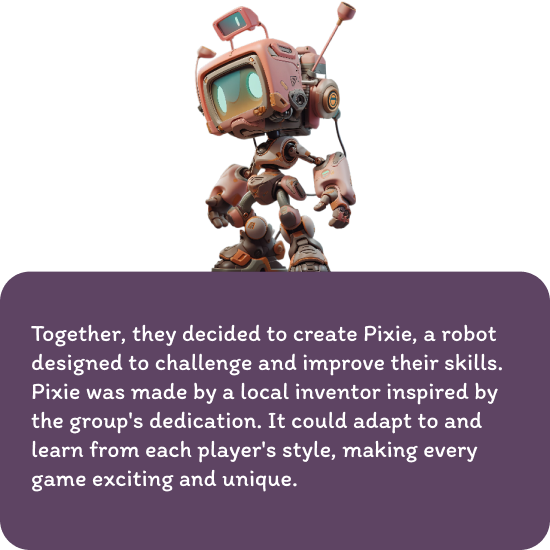 Together, they decided to create Pixie, a robot
designed to challenge and improve their skills.
Pixie was made by a local inventor inspired by
the group's dedication. It could adapt to and
learn from each player's style, making every
game exciting and unique.